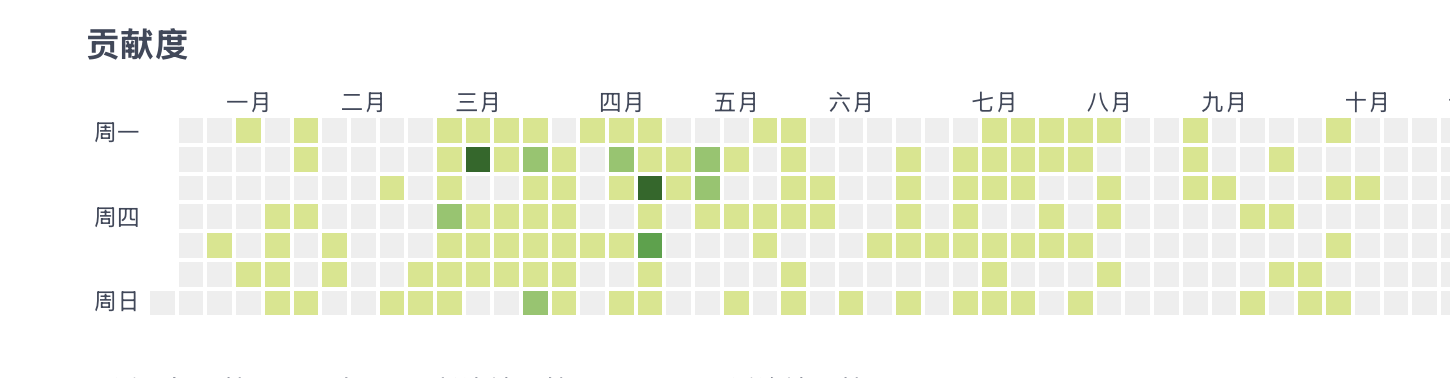 贡献度
一月 二月 三月 四月 五月 六月 七月 八月 九月 十月
周一
周四
周日